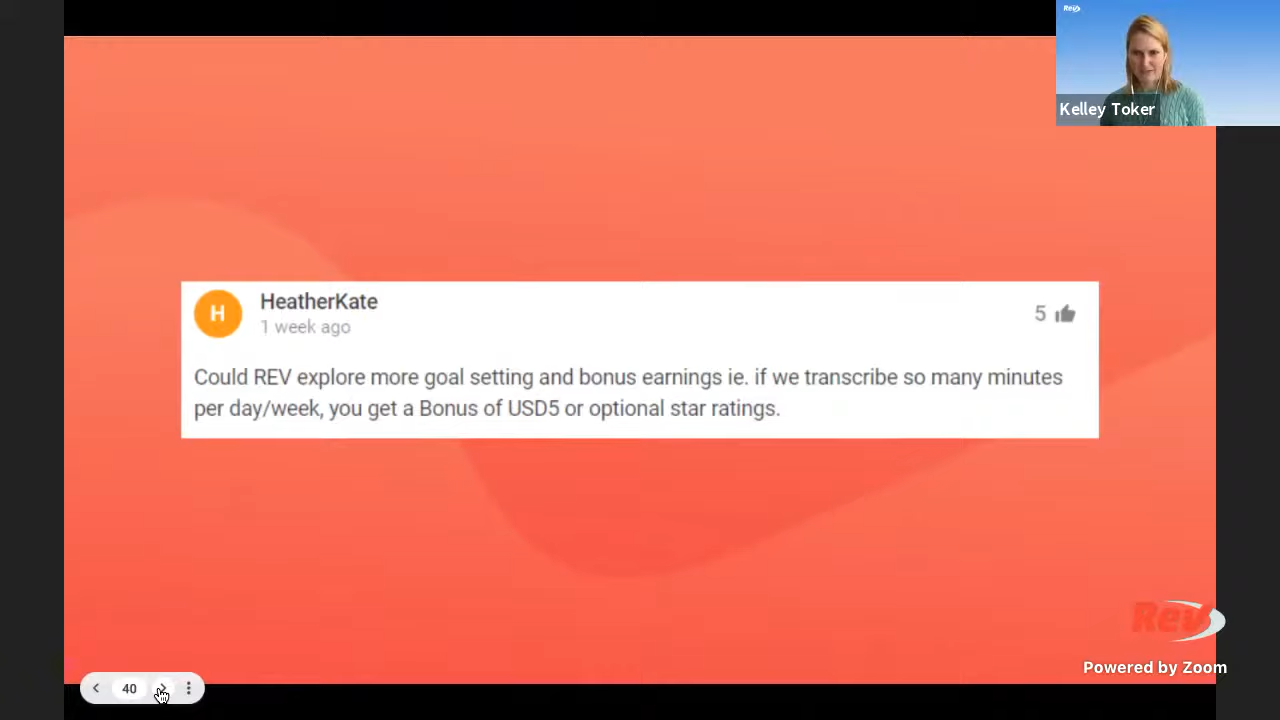 Rev
Kelley Toker
H
HeatherKate
1 week ago
5
Could REV explore more goal setting and bonus earnings ie. if we transcribe so many minutes
per day/week, you get a Bonus of USD5 or optional star ratings.
Rev
Powered by Zoom
40